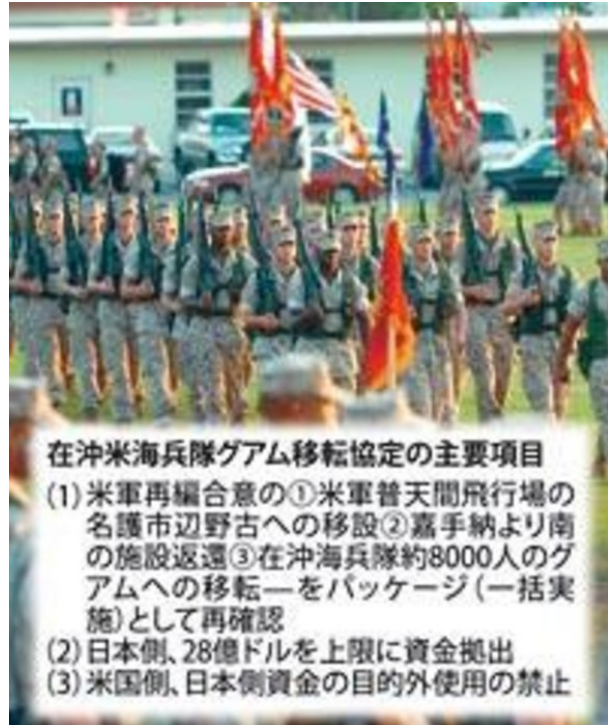 在沖米海兵隊グアム移転協定の主要項目
(1)米軍再編合意の①米軍普天間飛行場の
名護市辺野古への移設②嘉手納より南
の施設返還③在沖海兵隊約8000人のグ
アムへの移転―をパッケージ(一括実
施)として再確認
(2)日本側、28億ドルを上限に資金拠出
(3)米国側、日本側資金の目的外使用の禁止